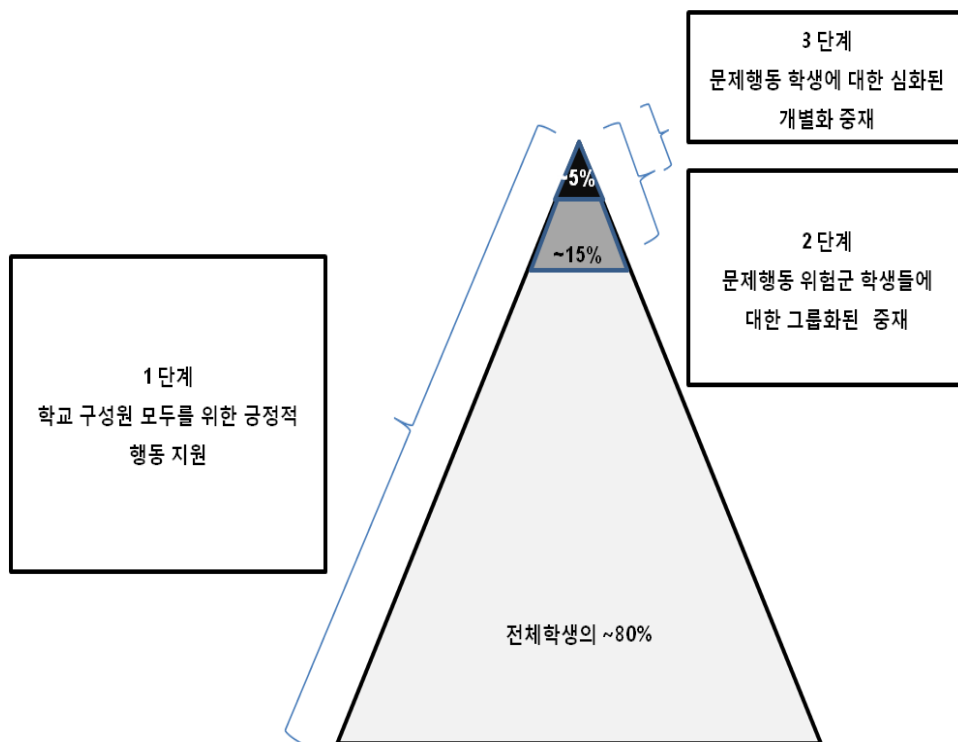 3 단계
문제행동 학생에 대한 심화된
개별화 중재
~5%
2 단계
문제행동 위험군 학생들에
대한 그룹화된 중재
~15%
1 단계
학교 구성원 모두를 위한 긍정적
행동 지원
전체학생의 ~80%